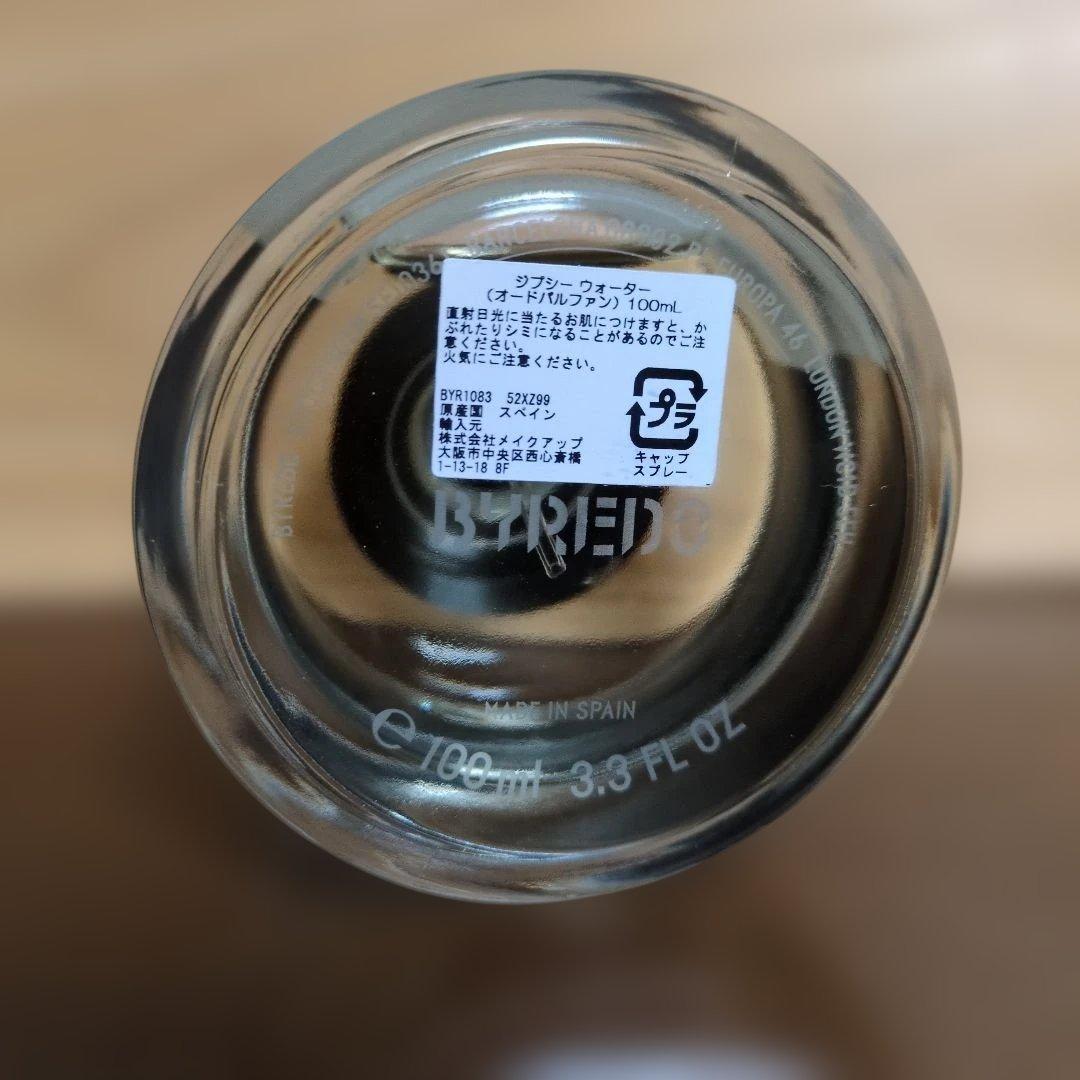 ジプシー ウォーター
(オードパルファン) 100mL
直射日光に当たるお肌につけますと、か
ぶれたりシミになることがあるのでご注
意ください。
火気にご注意ください。
BYR1083 52XZ99
原産国 スペイン
輸入元
株式会社メイクアップ
大阪市中央区西心斎橋
1-13-18 8F
プラ
キャップ
スプレー
BYREDO
MADE IN SPAIN
e 100 ml 3.3 FL OZ
EUROPA 46 LONDON